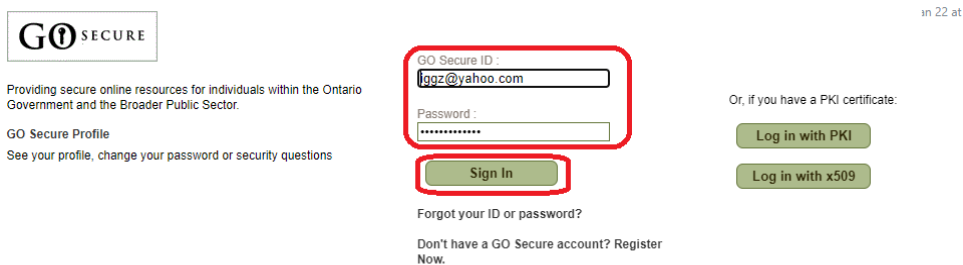 an 22 at
GO SECURE
Providing secure online resources for individuals within the Ontario
Government and the Broader Public Sector.
GO Secure Profile
See your profile, change your password or security questions
GO Secure ID :
iggz@yahoo.com
Password :
•••••••••••••
Sign In
Forgot your ID or password?
Don't have a GO Secure account? Register
Now.
Or, if you have a PKI certificate:
Log in with PKI
Log in with x509